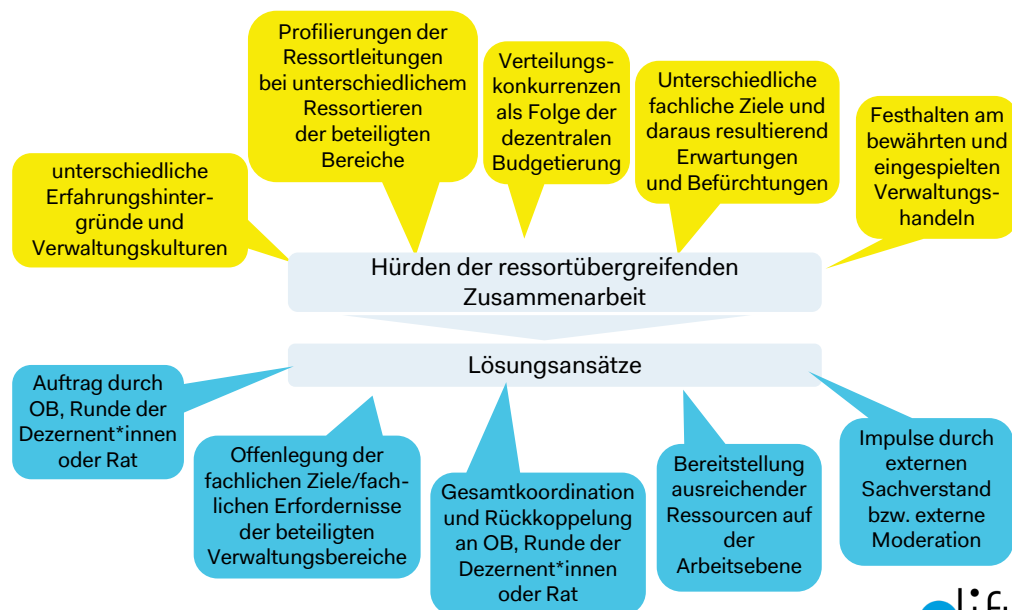 unterschiedliche
Erfahrungshinter-
gründe und
Verwaltungskulturen
Profilierungen der
Ressortleitungen
bei unterschiedlichem
Ressortieren
der beteiligten
Bereiche
Verteilungs-
konkurrenzen
als Folge der
dezentralen
Budgetierung
Unterschiedliche
fachliche Ziele und
daraus resultierend
Erwartungen
und Befürchtungen
Festhalten am
bewährten und
eingespielten
Verwaltungs-
handeln
Hürden der ressortübergreifenden
Zusammenarbeit
Lösungsansätze
Auftrag durch
OB, Runde der
Dezernent*innen
oder Rat
Offenlegung der
fachlichen Ziele/fach-
lichen Erfordernisse
der beteiligten
Verwaltungsbereiche
Gesamtkoordination
und Rückkoppelung
an OB, Runde der
Dezernent*innen
oder Rat
Bereitstellung
ausreichender
Ressourcen auf
der
Arbeitsebene
Impulse durch
externen
Sachverstand
bzw. externe
Moderation